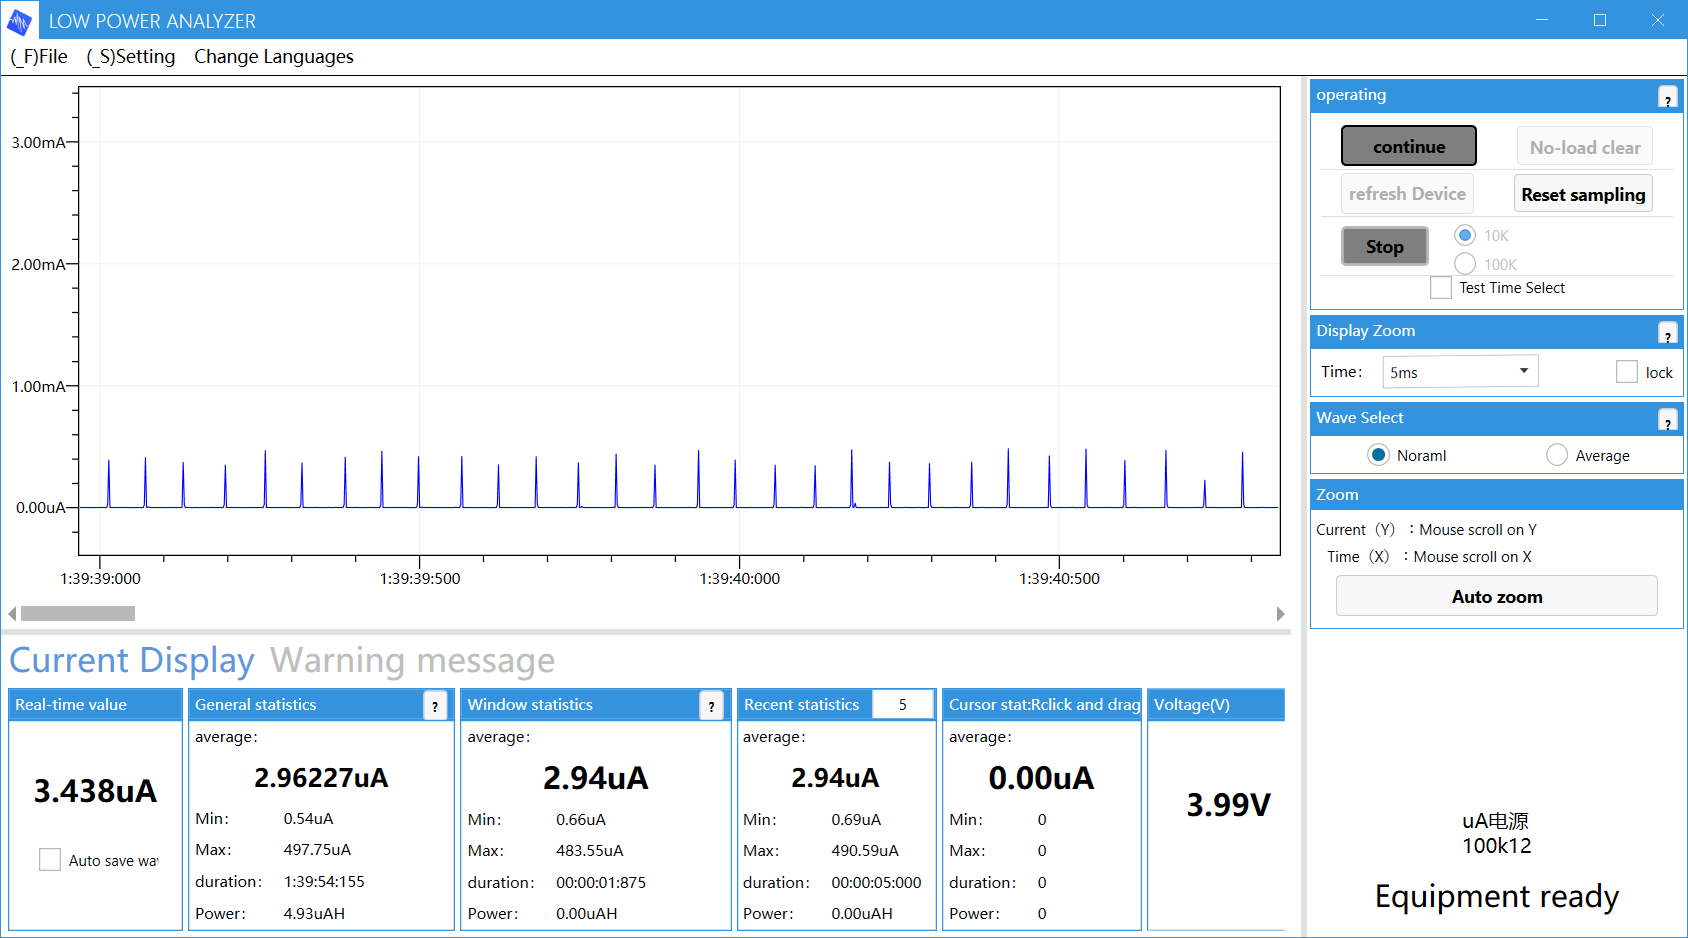 LOW POWER ANALYZER
(_F)File (_S)Setting Change Languages
3.00mA
2.00mA
1.00mA
0.00uA
1:39:39:000 1:39:39:500 1:39:40:000 1:39:40:500
operating ?
continue No-load clear
refresh Device Reset sampling
Stop 10K
100K
Test Time Select
Display Zoom ?
Time: 5ms lock
Wave Select ?
Noraml Average
Zoom
Current（Y）：Mouse scroll on Y
Time（X）：Mouse scroll on X
Auto zoom
Current Display Warning message
Real-time value
3.438uA
Auto save wav
General statistics ?
average:
2.96227uA
Min: 0.54uA
Max: 497.75uA
duration: 1:39:54:155
Power: 4.93uAH
Window statistics ?
average:
2.94uA
Min: 0.66uA
Max: 483.55uA
duration: 00:00:01:875
Power: 0.00uAH
Recent statistics 5
average:
2.94uA
Min: 0.69uA
Max: 490.59uA
duration: 00:00:05:000
Power: 0.00uAH
Cursor stat:Rclick and drag
average:
0.00uA
Min: 0
Max: 0
duration: 0
Power: 0
Voltage(V)
3.99V
uA电源
100k12
Equipment ready